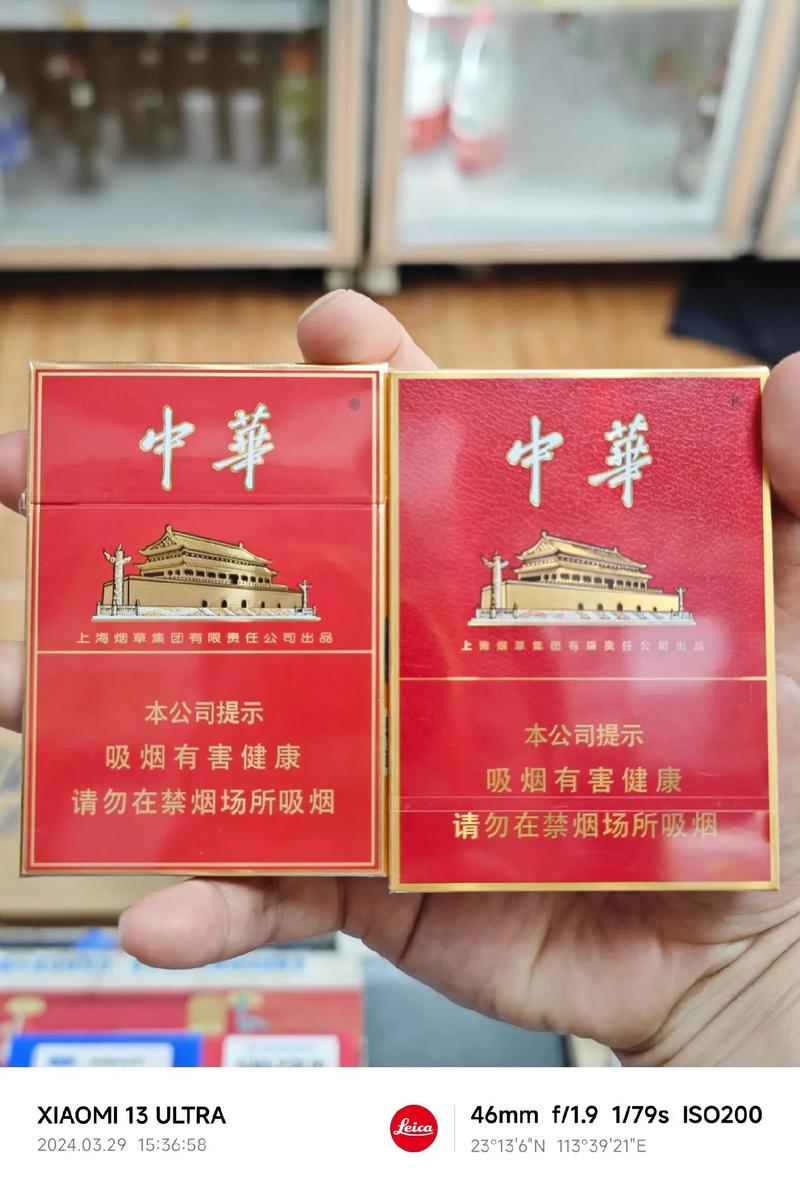 中華
®
上海烟草集团有限责任公司出品
本公司提示
吸烟有害健康
请勿在禁烟场所吸烟
中華
®
上海烟草集团有限责任公司出品
本公司提示
吸烟有害健康
请勿在禁烟场所吸烟
XIAOMI 13 ULTRA
2024.03.29 15:36:58
Leica
46mm f/1.9 1/79s ISO200
23°13'6"N 113°39'21"E